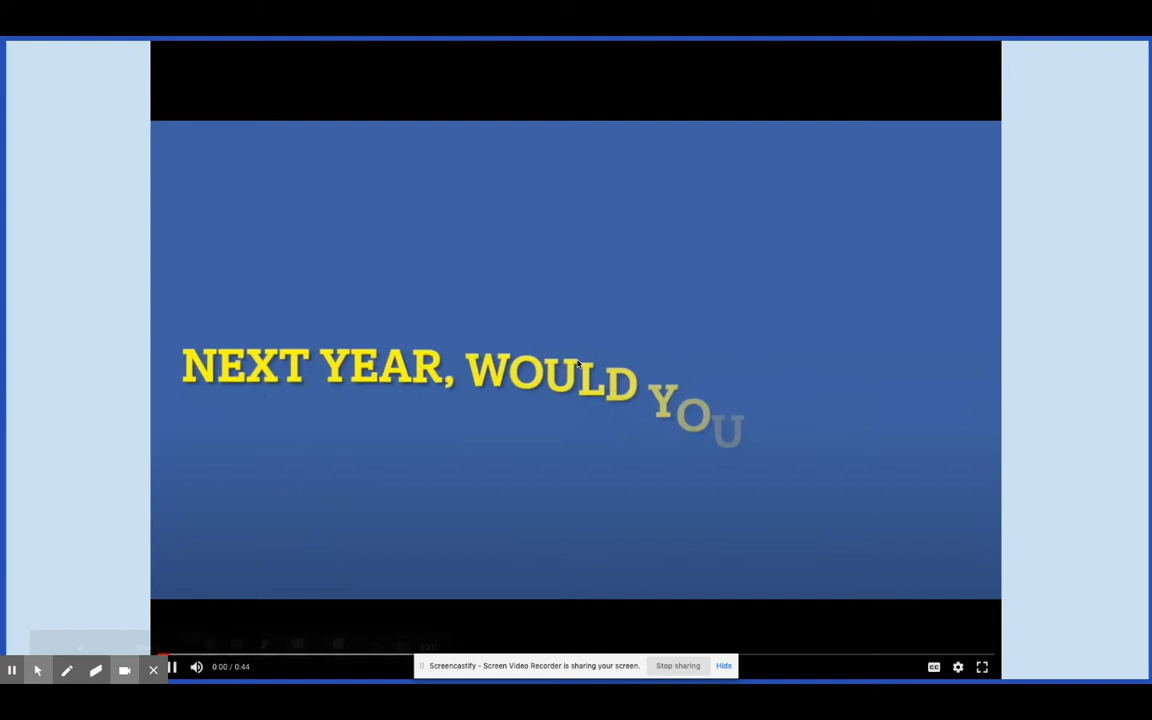 NEXT YEAR, WOULD YOU
0:00 / 0:44
Screencastify - Screen Video Recorder is sharing your screen.
Stop sharing
Hide
CC